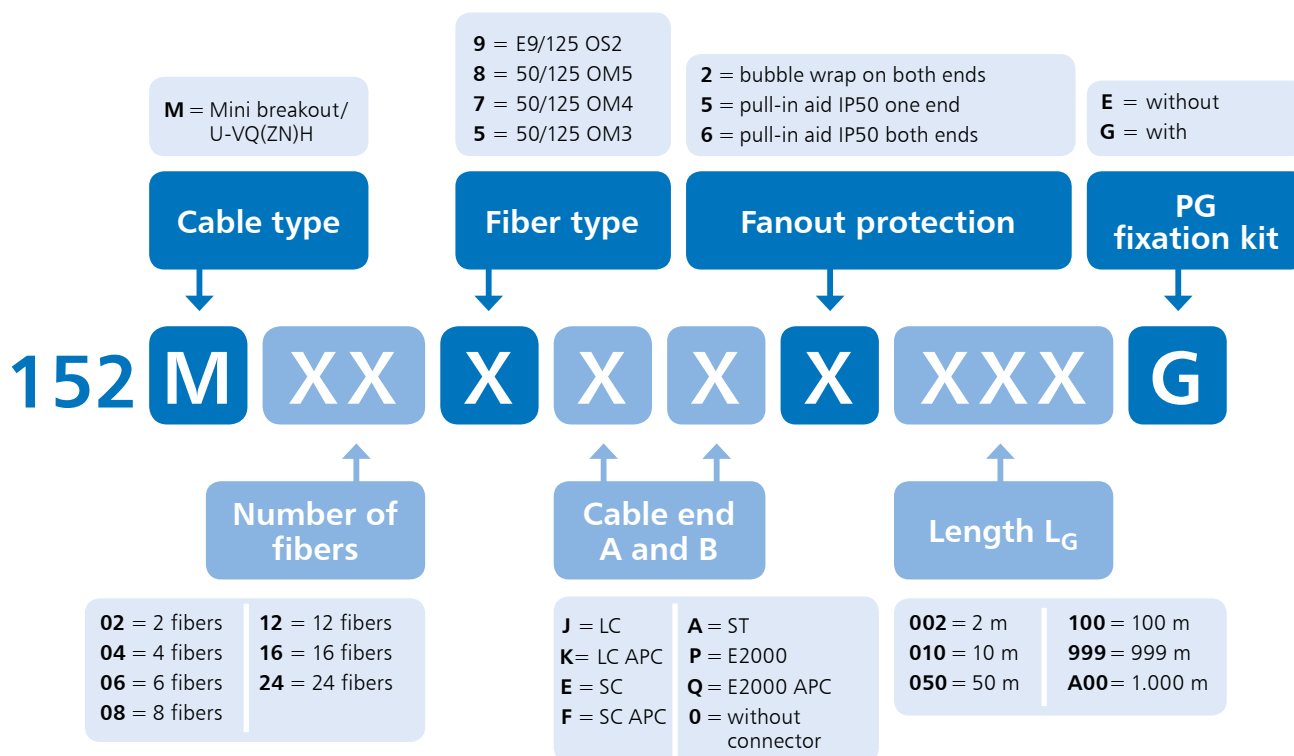 9 = E9/125 OS2
8 = 50/125 OM5
7 = 50/125 OM4
5 = 50/125 OM3
2 = bubble wrap on both ends
5 = pull-in aid IP50 one end
6 = pull-in aid IP50 both ends
M = Mini breakout/
U-VQ(ZN)H
E = without
G = with
Cable type
Fiber type
Fanout protection
PG
fixation kit
152 M XX X X X X XXX G
Number of
fibers
Cable end
A and B
Length LG
02 = 2 fibers
04 = 4 fibers
06 = 6 fibers
08 = 8 fibers
12 = 12 fibers
16 = 16 fibers
24 = 24 fibers
J = LC
K= LC APC
E = SC
F = SC APC
A = ST
P = E2000
Q = E2000 APC
0 = without
connector
002 = 2 m
010 = 10 m
050 = 50 m
100 = 100 m
999 = 999 m
A00 = 1.000 m